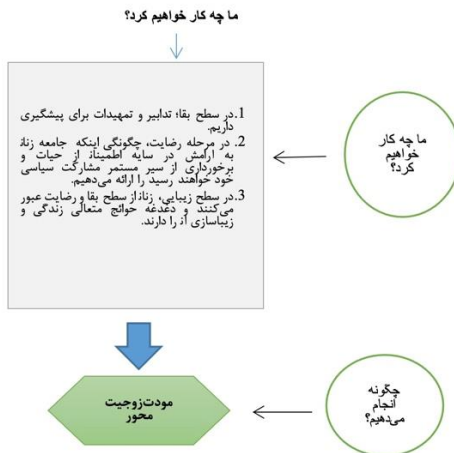 ما چه کار خواهیم کرد؟
1.در سطح بقا؛ تدابیر و تمهیدات برای پیشگیری
داریم.
2. در مرحله رضایت، چگونگی اینکه جامعه زنان
به ارامش در سایه اطمینان از حیات و
برخورداری از سیر مستمر مشارکت سیاسی
خود خواهند رسید را ارائه می‌دهیم.
3.در سطح زیبایی، زنان از سطح بقا و رضایت عبور
می‌کنند و دغدغه حوائج متعالی زندگی و
زیباسازی ان را دارند.
ما چه کار
خواهیم
کرد؟
مودت‌زوجیت
محور
چگونه
انجام
می‌دهیم؟